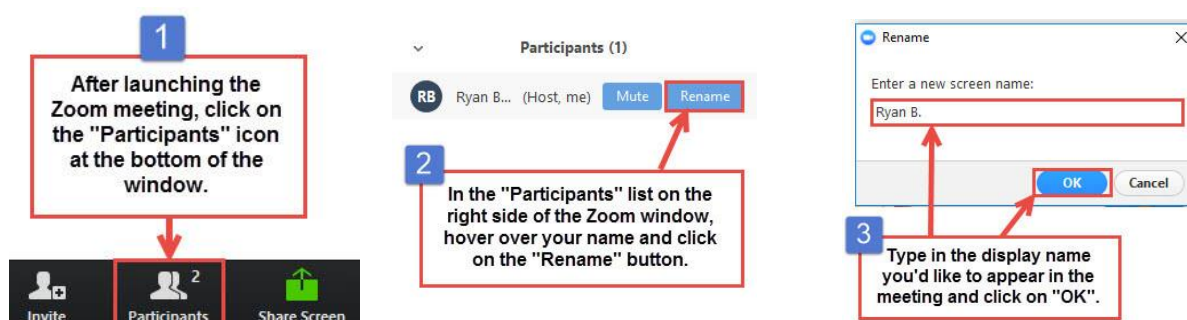 1
After launching the
Zoom meeting, click on
the "Participants" icon
at the bottom of the
window.
Invite
Participants
2
Share Screen
Participants (1)
RB
Ryan B... (Host, me)
Mute
Rename
2
In the "Participants" list on the
right side of the Zoom window,
hover over your name and click
on the "Rename" button.
Rename
Enter a new screen name:
Ryan B.
OK
Cancel
3
Type in the display name
you'd like to appear in the
meeting and click on "OK".